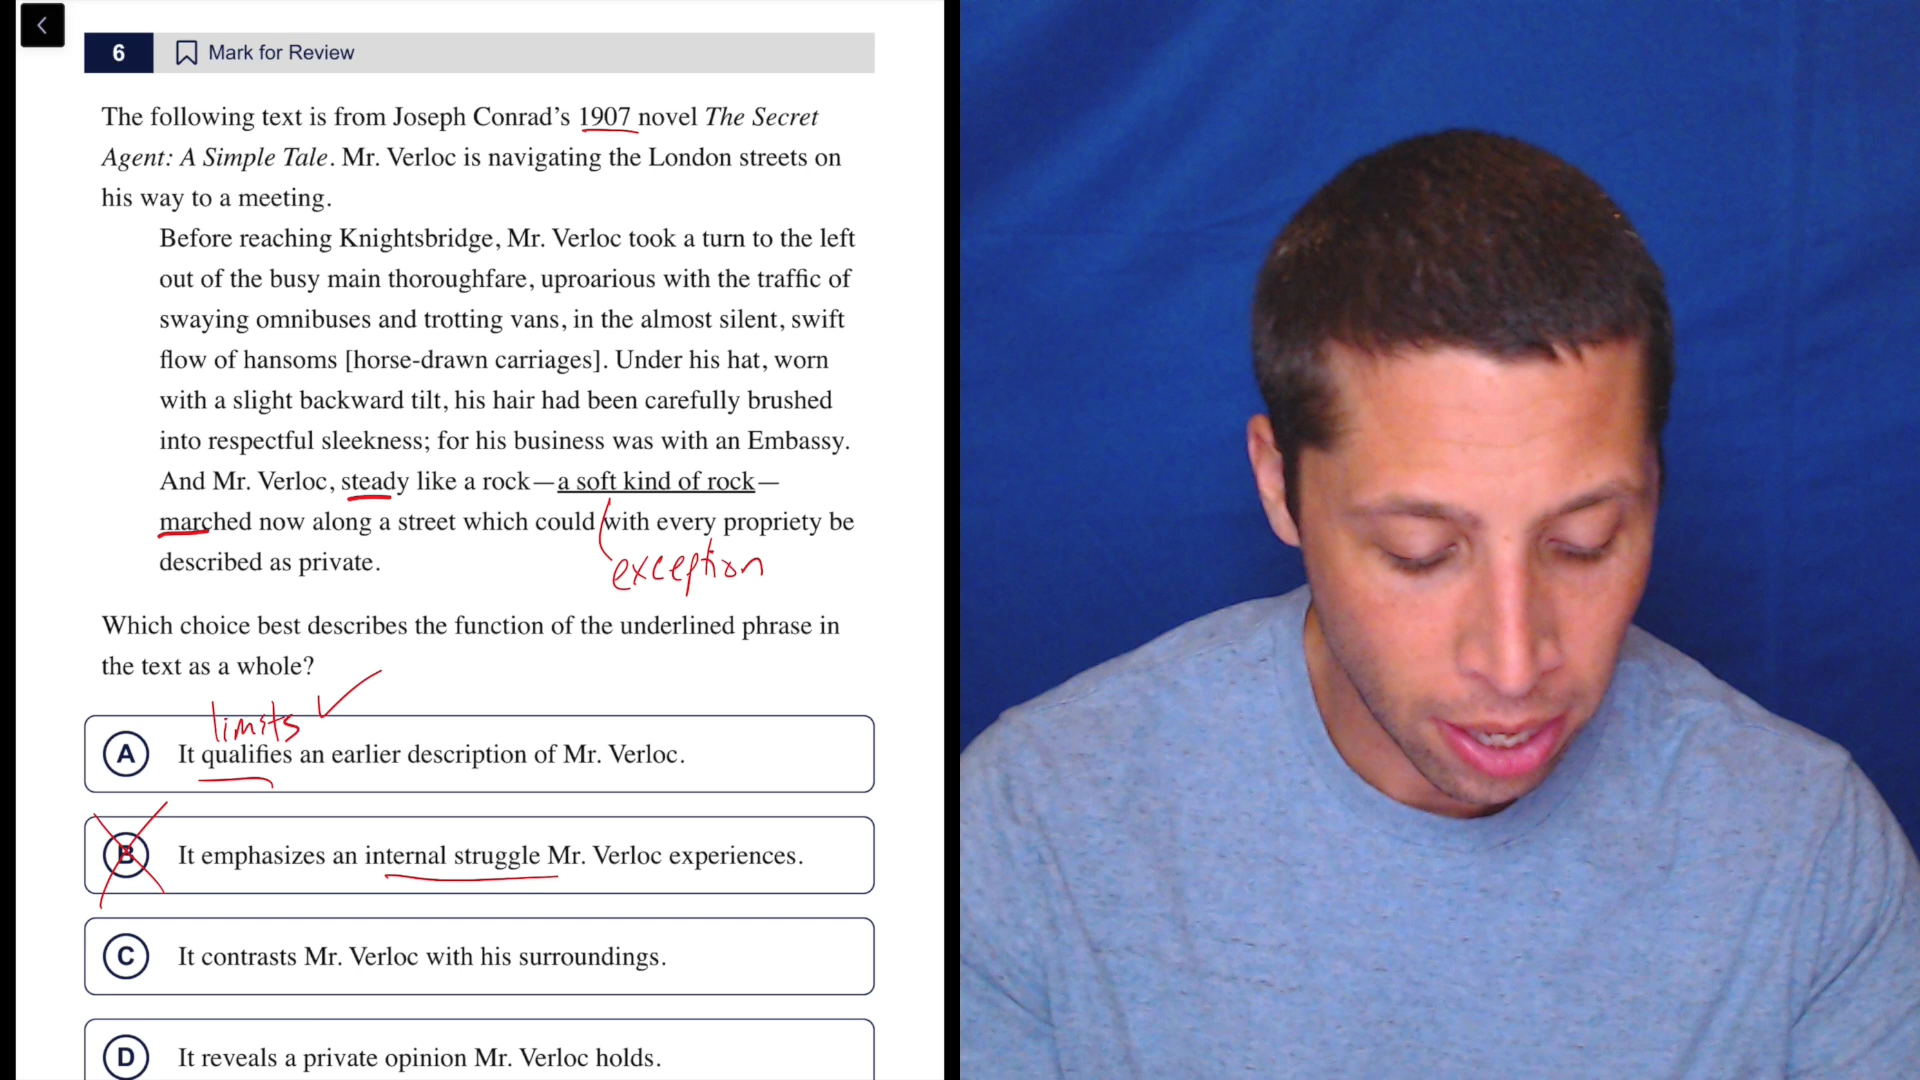 6 Mark for Review
The following text is from Joseph Conrad’s 1907 novel The Secret
Agent: A Simple Tale. Mr. Verloc is navigating the London streets on
his way to a meeting.
Before reaching Knightsbridge, Mr. Verloc took a turn to the left
out of the busy main thoroughfare, uproarious with the traffic of
swaying omnibuses and trotting vans, in the almost silent, swift
flow of hansoms [horse-drawn carriages]. Under his hat, worn
with a slight backward tilt, his hair had been carefully brushed
into respectful sleekness; for his business was with an Embassy.
And Mr. Verloc, steady like a rock—a soft kind of rock—
marched now along a street which could with every propriety be
described as private.
exception
Which choice best describes the function of the underlined phrase in
the text as a whole?
limits
A It qualifies an earlier description of Mr. Verloc.
B It emphasizes an internal struggle Mr. Verloc experiences.
C It contrasts Mr. Verloc with his surroundings.
D It reveals a private opinion Mr. Verloc holds.